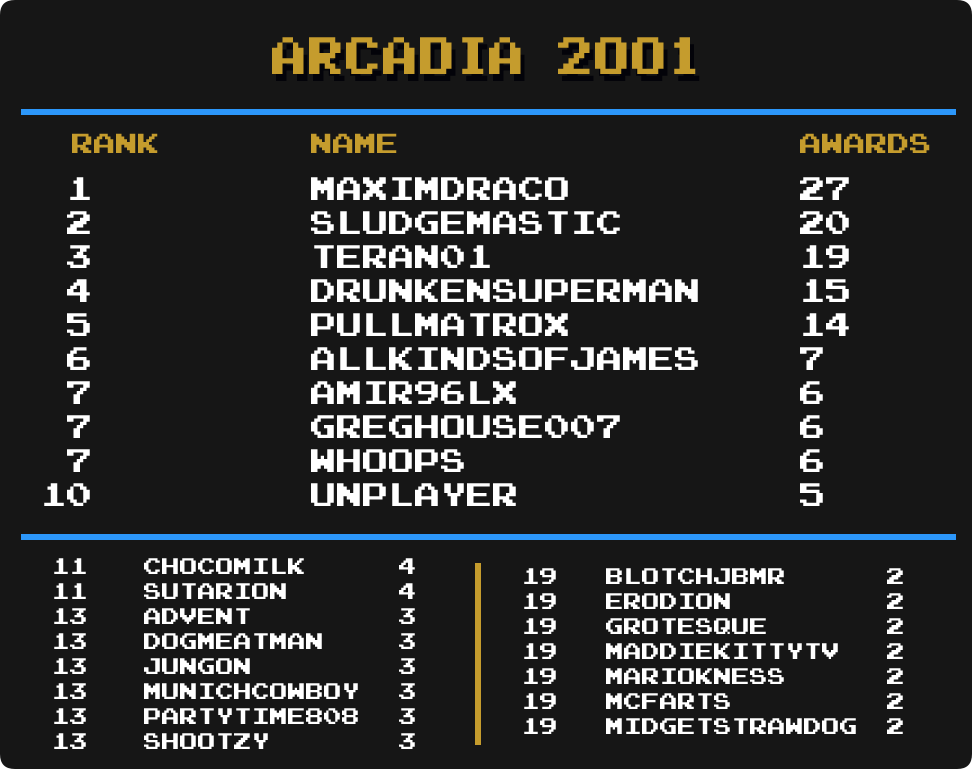 ARCADIA 2001
RANK NAME AWARDS
1 MAXIMDRACO 27
2 SLUDGEMASTIC 20
3 TERAN01 19
4 DRUNKENSUPERMAN 15
5 PULLMATROX 14
6 ALLKINDSOFJAMES 7
7 AMIR96LX 6
7 GREGHOUSE007 6
7 WHOOPS 6
10 UNPLAYER 5
11 CHOCOMILK 4
11 SUTARION 4
13 ADVENT 3
13 DOGMEATMAN 3
13 JUNGON 3
13 MUNICHCOWBOY 3
13 PARTYTIME808 3
13 SHOOTZY 3
19 BLOTCHJBMR 2
19 ERODION 2
19 GROTESQUE 2
19 MADDIEKITTYTV 2
19 MARIOKNESS 2
19 MCFARTS 2
19 MIDGETSTRAWDOG 2